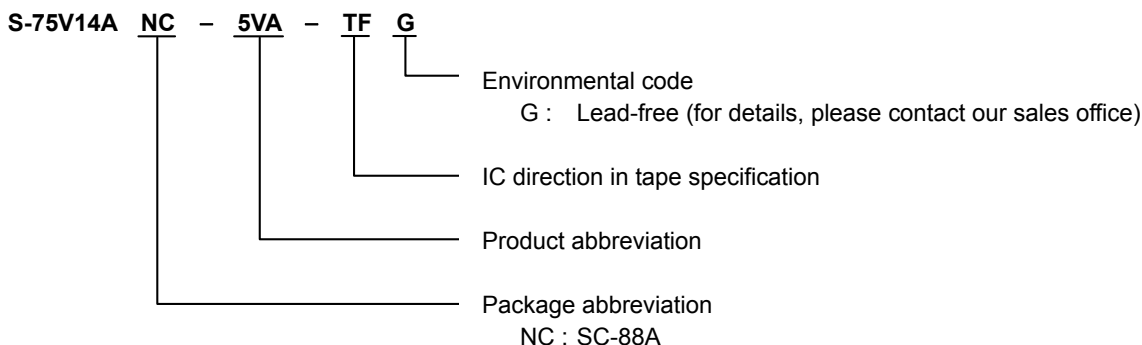 S-75V14A NC – 5VA – TF G
Environmental code
G : Lead-free (for details, please contact our sales office)
IC direction in tape specification
Product abbreviation
Package abbreviation
NC : SC-88A